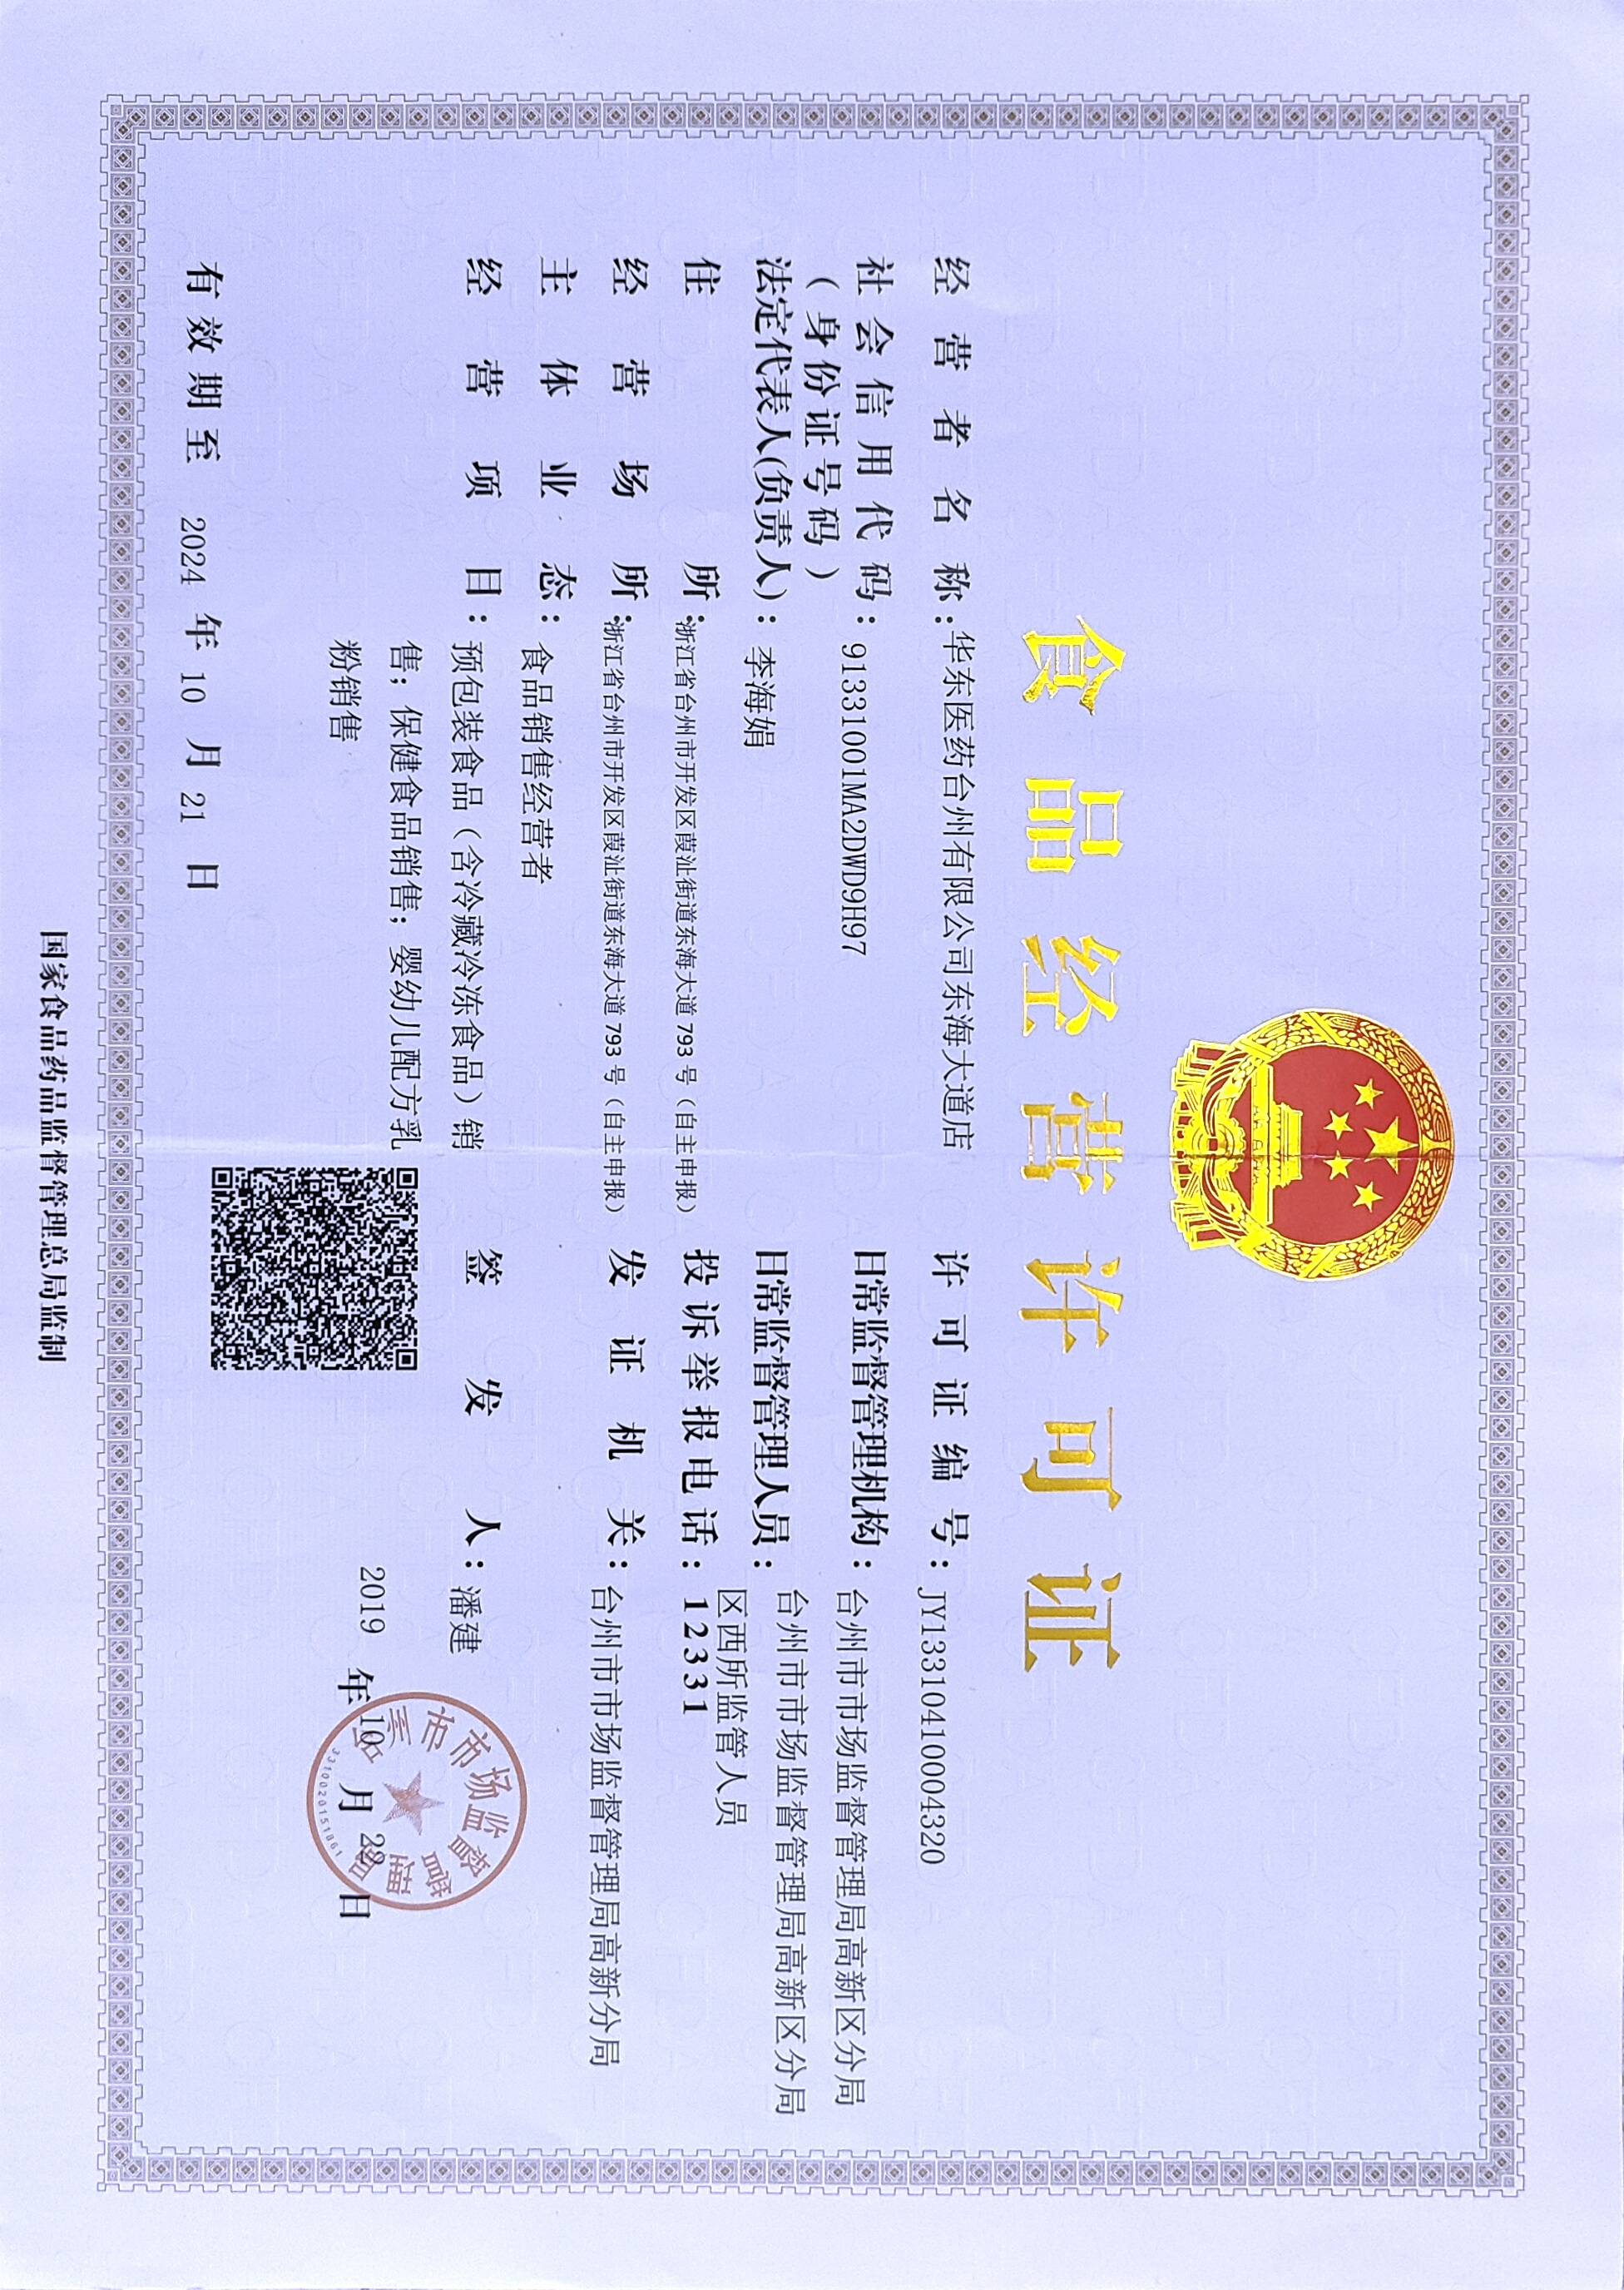 食品经营许可证
经营者名称：华东医药台州有限公司东海大道店
社会信用代码：91331001MA2DWD9H97
（身份证号码）
法定代表人(负责人)：李海娟
住所：浙江省台州市开发区葭沚街道东海大道 793 号（自主申报）
经营场所：浙江省台州市开发区葭沚街道东海大道 793 号（自主申报）
主体业态：食品销售经营者
经营项目：预包装食品（含冷藏冷冻食品）销
售；保健食品销售；婴幼儿配方乳
粉销售
有效期至 2024 年 10 月 21 日
许可证编号：JY13310410004320
日常监督管理机构：台州市市场监督管理局高新区分局
日常监督管理人员：台州市市场监督管理局高新区分局
区西所监管人员
投诉举报电话：12331
发证机关：台州市市场监督管理局高新分局
签发人：潘建
台州市市场监督管理局
3310020151861
2019 年 10 月 22 日
国家食品药品监督管理总局监制